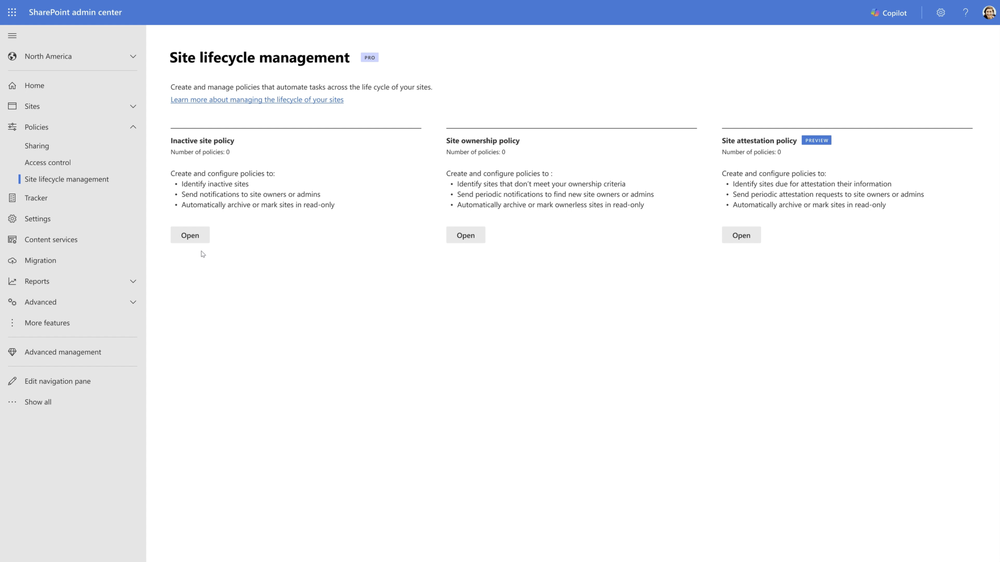 SharePoint admin center
Copilot
North America
Home
Sites
Policies
Sharing
Access control
Site lifecycle management
Tracker
Settings
Content services
Migration
Reports
Advanced
More features
Advanced management
Edit navigation pane
Show all
Site lifecycle management PRO
Create and manage policies that automate tasks across the life cycle of your sites.
Learn more about managing the lifecycle of your sites
Inactive site policy
Number of policies: 0
Create and configure policies to:
• Identify inactive sites
• Send notifications to site owners or admins
• Automatically archive or mark sites in read-only
Open
Site ownership policy
Number of policies: 0
Create and configure policies to :
• Identify sites that don’t meet your ownership criteria
• Send periodic notifications to find new site owners or admins
• Automatically archive or mark ownerless sites in read-only
Open
Site attestation policy PREVIEW
Number of policies: 0
Create and configure policies to:
• Identify sites due for attestation their information
• Send periodic attestation requests to site owners or admins
• Automatically archive or mark sites in read-only
Open